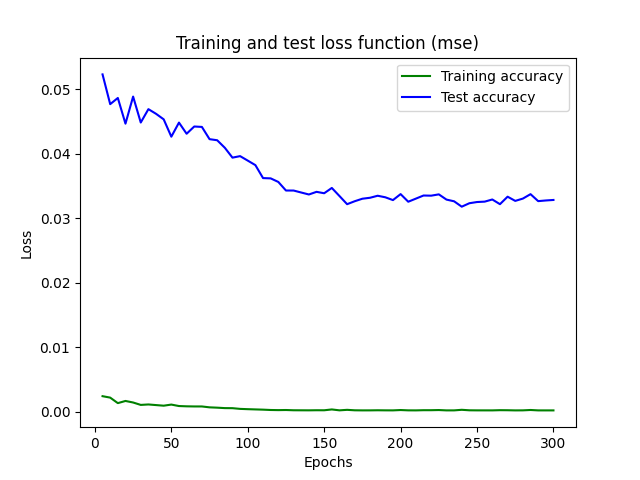 Training and test loss function (mse)
Training accuracy
Test accuracy
Loss
0.05
0.04
0.03
0.02
0.01
0.00
0 50 100 150 200 250 300
Epochs